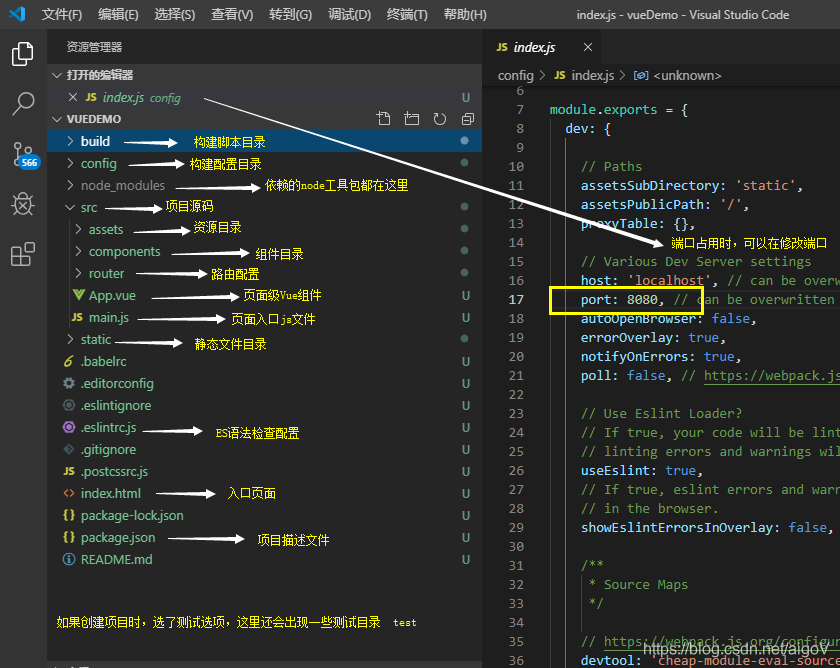 文件(F) 编辑(E) 选择(S) 查看(V) 转到(G) 调试(D) 终端(T) 帮助(H) index.js - vueDemo - Visual Studio Code
资源管理器
打开的编辑器
JS index.js config U
VUEDEMO
build 构建脚本目录
config 构建配置目录
node_modules 依赖的node工具包都在这里
src 项目源码
assets 资源目录
components 组件目录
router 路由配置
App.vue 页面级Vue组件 U
JS main.js 页面入口js文件 U
static 静态文件目录
.babelrc U
.editorconfig U
.eslintignore U
.eslintrc.js ES语法检查配置 U
.gitignore U
JS .postcssrc.js U
index.html 入口页面 U
package-lock.json U
package.json 项目描述文件 U
README.md U
如果创建项目时，选了测试选项，这里还会出现一些测试目录 test
566
JS index.js
config > JS index.js > <unknown>
6
7 module.exports = {
8 dev: {
9
10 // Paths
11 assetsSubDirectory: 'static',
12 assetsPublicPath: '/',
13 proxyTable: {},
14 端口占用时，可以在修改端口
15 // Various Dev Server settings
16 host: 'localhost', // can be overw
17 port: 8080, // can be overwritten
18 autoOpenBrowser: false,
19 errorOverlay: true,
20 notifyOnErrors: true,
21 poll: false, // https://webpack.js
22
23 // Use Eslint Loader?
24 // If true, your code will be lint
25 // linting errors and warnings wil
26 useEslint: true,
27 // If true, eslint errors and warn
28 // in the browser.
29 showEslintErrorsInOverlay: false,
30
31 /**
32 * Source Maps
33 */
34
35 // https://webpack.js.org/configur
36 devtool: 'cheap-module-eval-source
https://blog.csdn.net/aigoV